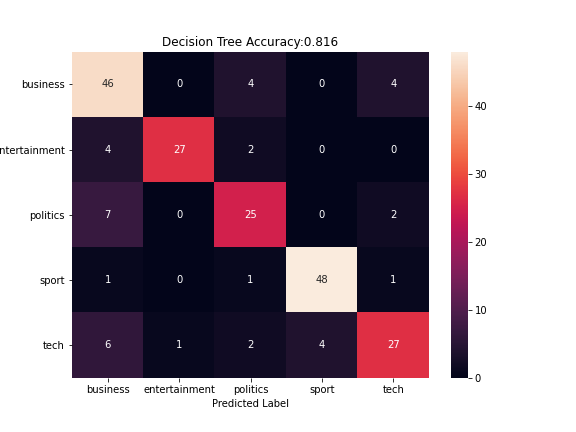 Decision Tree Accuracy:0.816
business 46 0 4 0 4
ntertainment 4 27 2 0 0
politics 7 0 25 0 2
sport 1 0 1 48 1
tech 6 1 2 4 27
business entertainment politics sport tech
Predicted Label
40
30
20
10
0